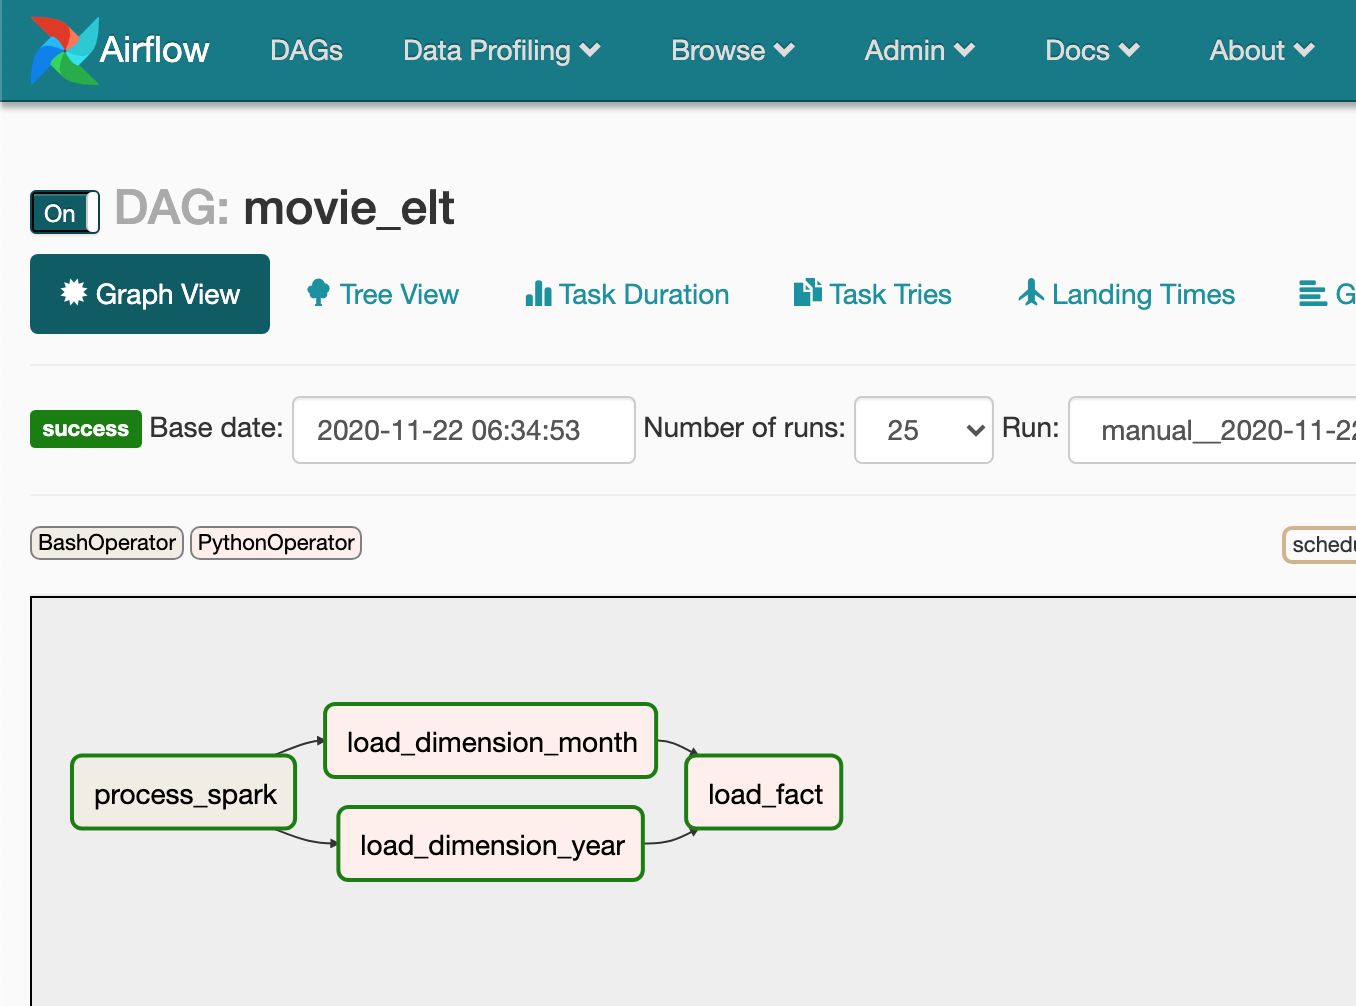 Airflow DAGs Data Profiling Browse Admin Docs About
On DAG: movie_elt
Graph View Tree View Task Duration Task Tries Landing Times G
success Base date: 2020-11-22 06:34:53 Number of runs: 25 Run: manual__2020-11-22
BashOperator PythonOperator schedu
load_dimension_month
process_spark load_fact
load_dimension_year